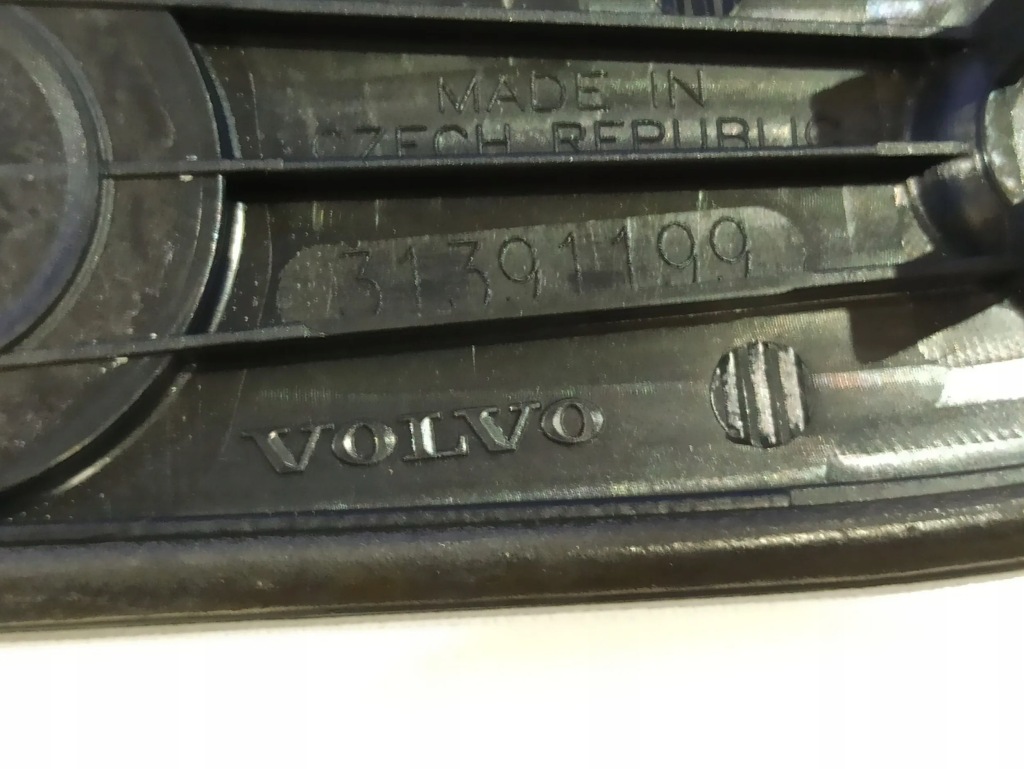 MADE IN
CZECH REPUBLIC
31391199
VOLVO